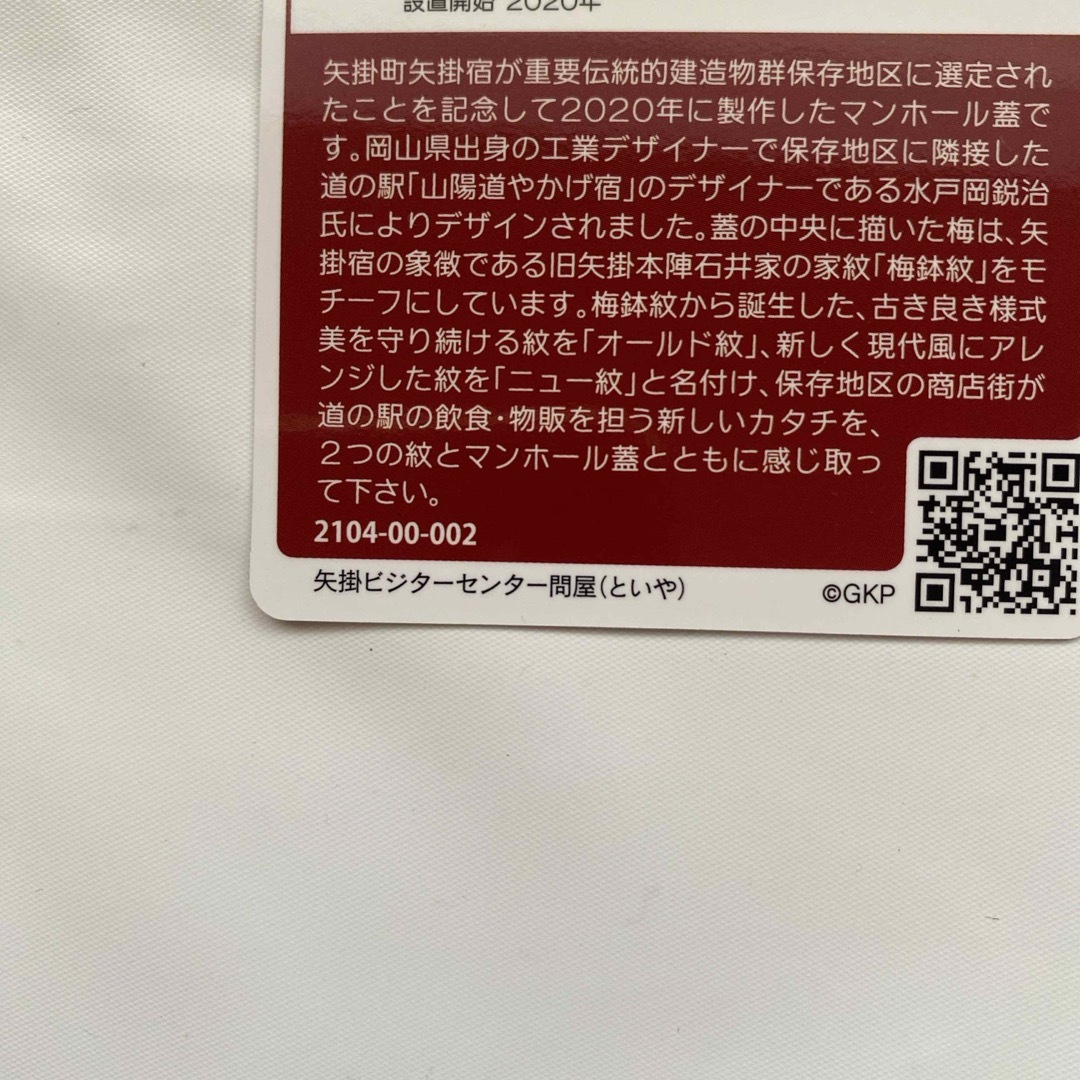 設置開始 2020年
矢掛町矢掛宿が重要伝統的建造物群保存地区に選定され
たことを記念して2020年に製作したマンホール蓋で
す。岡山県出身の工業デザイナーで保存地区に隣接した
道の駅「山陽道やかげ宿」のデザイナーである水戸岡鋭治
氏によりデザインされました。蓋の中央に描いた梅は、矢
掛宿の象徴である旧矢掛本陣石井家の家紋「梅鉢紋」をモ
チーフにしています。梅鉢紋から誕生した、古き良き様式
美を守り続ける紋を「オールド紋」、新しく現代風にアレ
ンジした紋を「ニュー紋」と名付け、保存地区の商店街が
道の駅の飲食・物販を担う新しいカタチを、
2つの紋とマンホール蓋とともに感じ取っ
て下さい。
2104-00-002
矢掛ビジターセンター問屋(といや)
©GKP